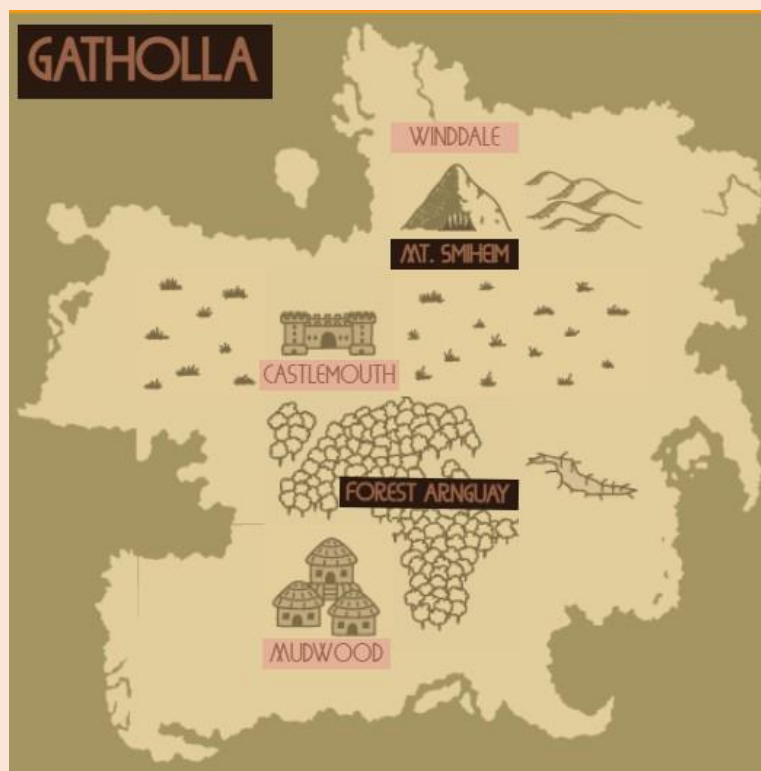 GATHOLLA
WINDDALE
MT. SMIHEIM
CASTLEMOUTH
FOREST ARNGUAY
MUDWOOD